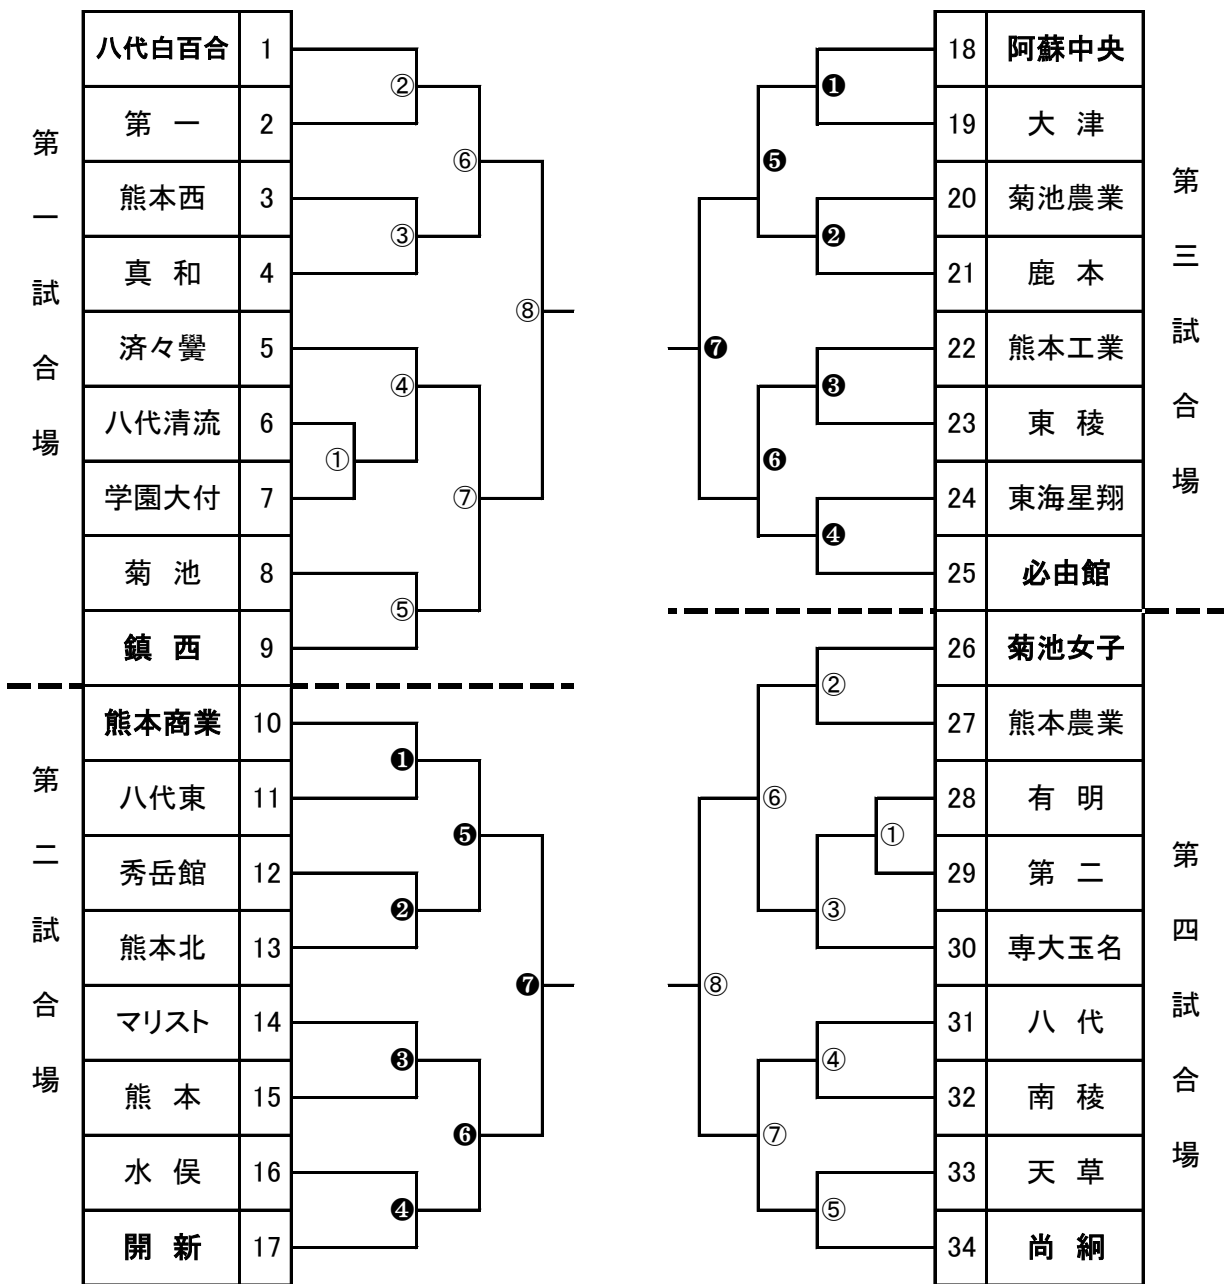 第一試合場
八代白百合 1
第一 2
熊本西 3
真和 4
済々黌 5
八代清流 6
学園大付 7
菊池 8
鎮西 9
②
③
①
④
⑤
⑥
⑦
⑧
第二試合場
熊本商業 10
八代東 11
秀岳館 12
熊本北 13
マリスト 14
熊本 15
水俣 16
開新 17
❶
❷
❸
❹
❺
❻
❼
第三試合場
18 阿蘇中央
19 大津
20 菊池農業
21 鹿本
22 熊本工業
23 東稜
24 東海星翔
25 必由館
❶
❷
❸
❹
❺
❻
❼
第四試合場
26 菊池女子
27 熊本農業
28 有明
29 第二
30 専大玉名
31 八代
32 南稜
33 天草
34 尚絅
②
①
③
④
⑤
⑥
⑦
⑧